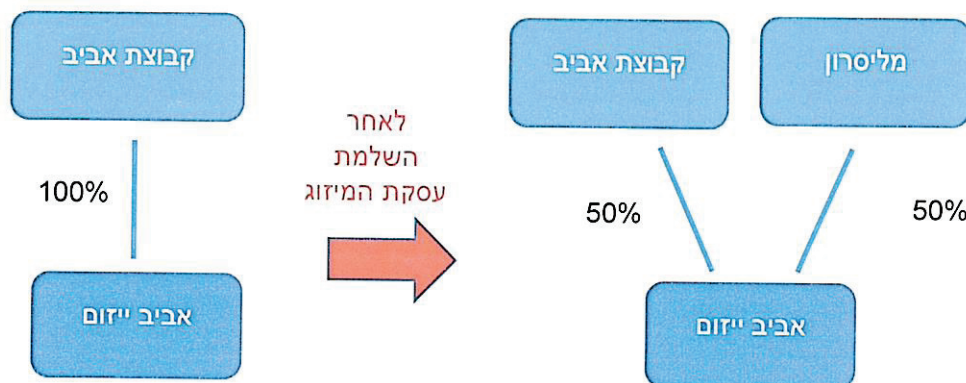 קבוצת אביב
100%
אביב ייזום
לאחר
השלמת
עסקת המיזוג
מליסרון
קבוצת אביב
50%
50%
אביב ייזום